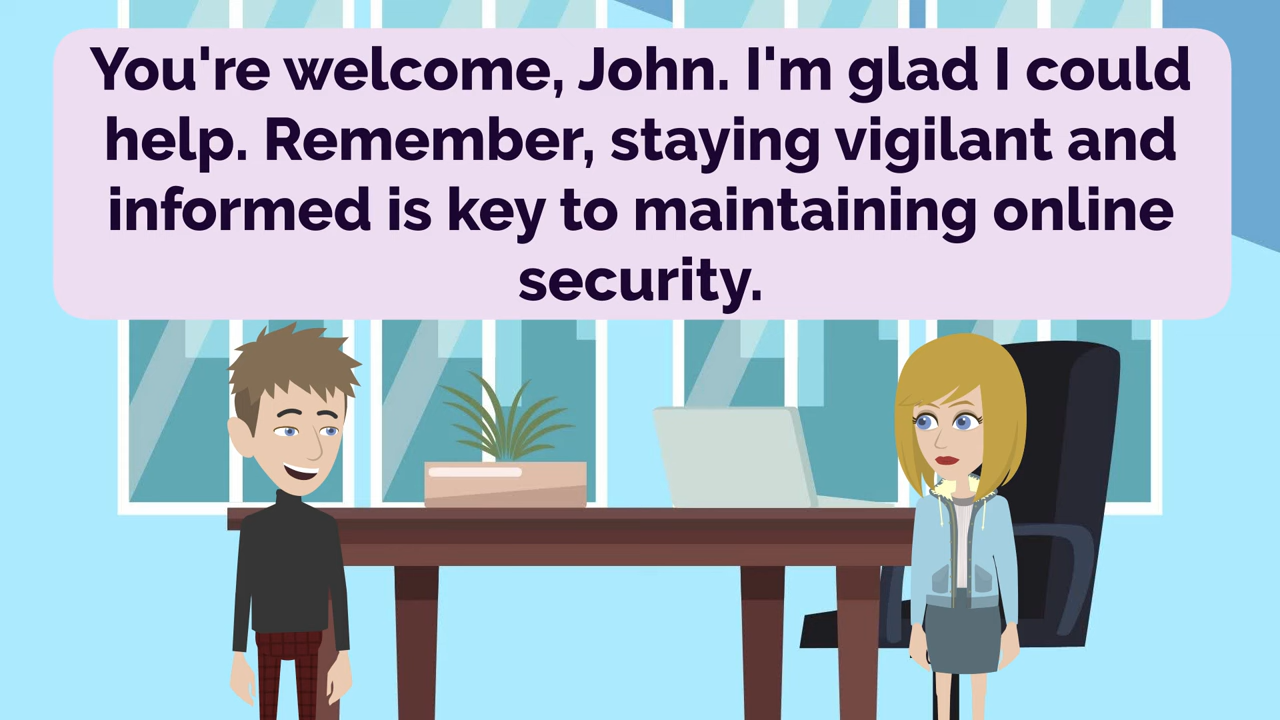 You're welcome, John. I'm glad I could
help. Remember, staying vigilant and
informed is key to maintaining online
security.